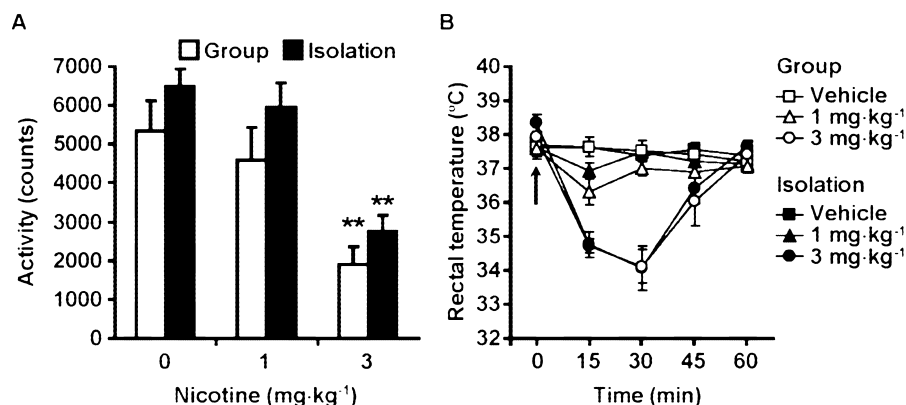 A
Group
Isolation
7000
6000
5000
4000
3000
2000
1000
0
Activity (counts)
**
**
0
1
3
Nicotine (mg·kg⁻¹)
B
40
39
38
37
36
35
34
33
32
Rectal temperature (°C)
0
15
30
45
60
Time (min)
Group
Vehicle
1 mg·kg⁻¹
3 mg·kg⁻¹
Isolation
Vehicle
1 mg·kg⁻¹
3 mg·kg⁻¹